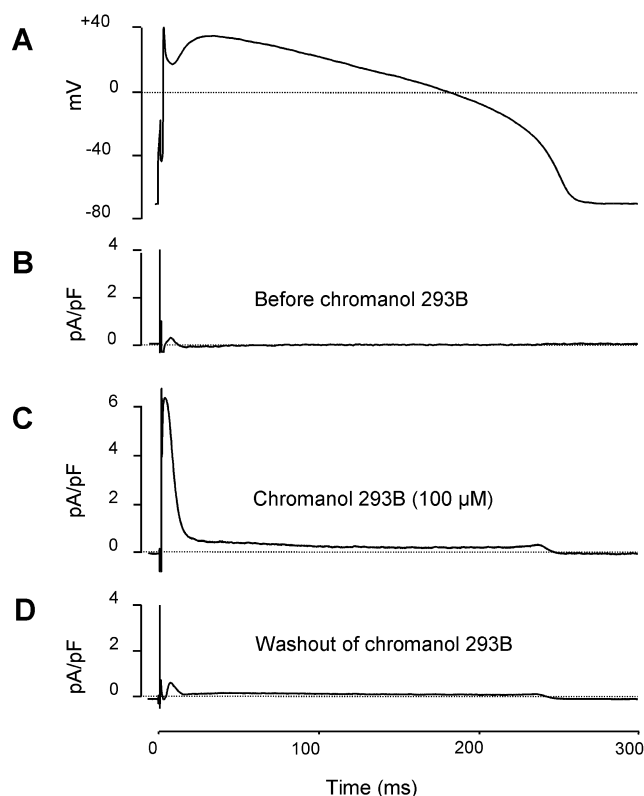 A
+40
0
-40
-80
mV
B
4
2
0
pA/pF
Before chromanol 293B
C
6
4
2
0
pA/pF
Chromanol 293B (100 µM)
D
4
2
0
pA/pF
Washout of chromanol 293B
0 100 200 300
Time (ms)